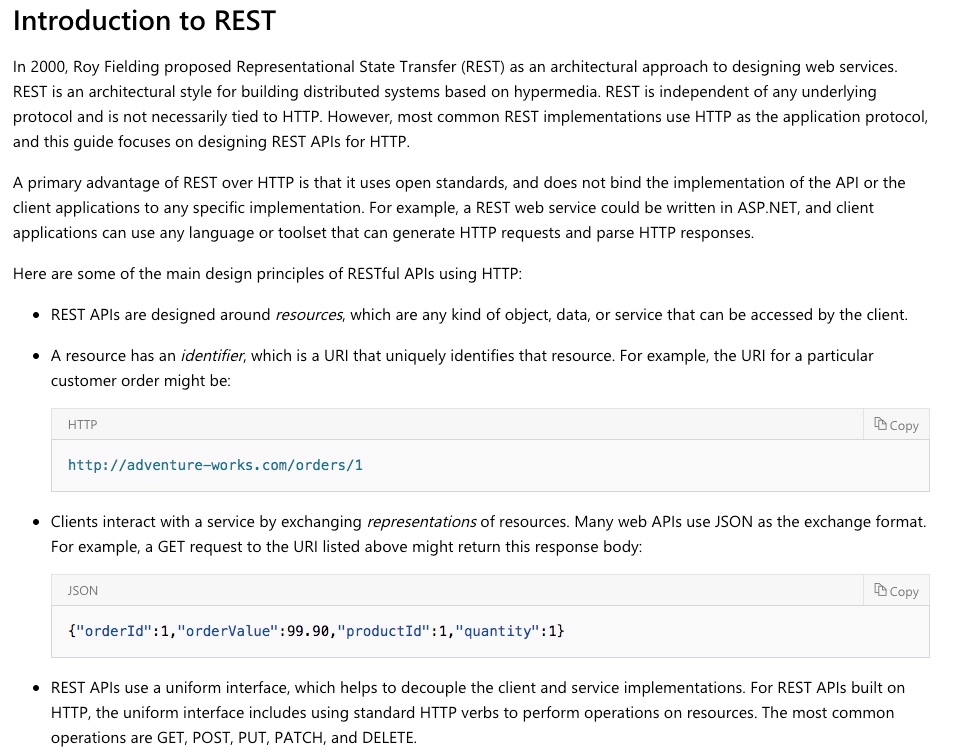 Introduction to REST
In 2000, Roy Fielding proposed Representational State Transfer (REST) as an architectural approach to designing web services.
REST is an architectural style for building distributed systems based on hypermedia. REST is independent of any underlying
protocol and is not necessarily tied to HTTP. However, most common REST implementations use HTTP as the application protocol,
and this guide focuses on designing REST APIs for HTTP.
A primary advantage of REST over HTTP is that it uses open standards, and does not bind the implementation of the API or the
client applications to any specific implementation. For example, a REST web service could be written in ASP.NET, and client
applications can use any language or toolset that can generate HTTP requests and parse HTTP responses.
Here are some of the main design principles of RESTful APIs using HTTP:
• REST APIs are designed around resources, which are any kind of object, data, or service that can be accessed by the client.
• A resource has an identifier, which is a URI that uniquely identifies that resource. For example, the URI for a particular
customer order might be:
HTTP Copy
http://adventure-works.com/orders/1
• Clients interact with a service by exchanging representations of resources. Many web APIs use JSON as the exchange format.
For example, a GET request to the URI listed above might return this response body:
JSON Copy
{"orderId":1,"orderValue":99.90,"productId":1,"quantity":1}
• REST APIs use a uniform interface, which helps to decouple the client and service implementations. For REST APIs built on
HTTP, the uniform interface includes using standard HTTP verbs to perform operations on resources. The most common
operations are GET, POST, PUT, PATCH, and DELETE.